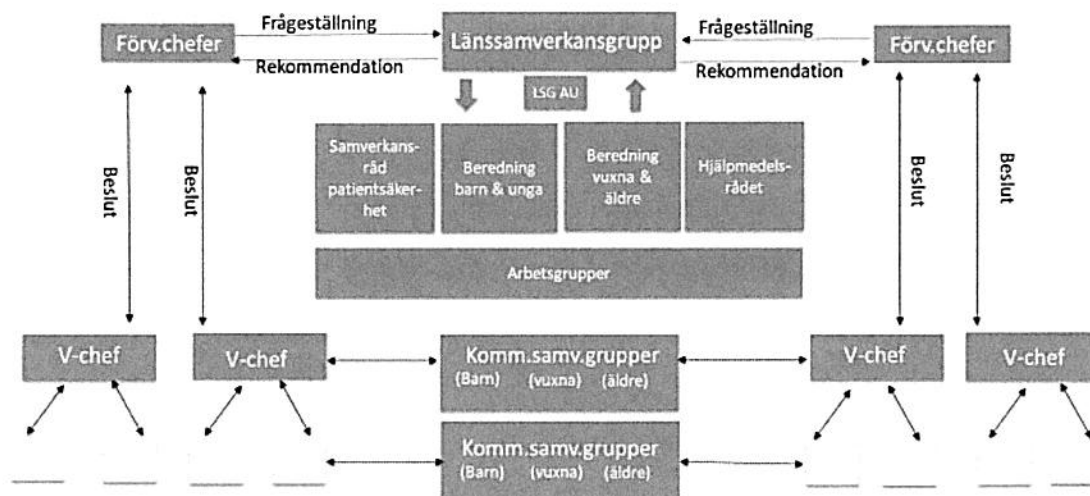 Förv.chefer
Frågeställning
Rekommendation
Länssamverkansgrupp
Frågeställning
Rekommendation
Förv.chefer
LSG AU
Samverkans-
råd
patientsäker-
het
Beredning
barn & unga
Beredning
vuxna &
äldre
Hjälpmedels-
rådet
Beslut
Beslut
Beslut
Beslut
Arbetsgrupper
V-chef
V-chef
Komm.samv.grupper
(Barn) (vuxna) (äldre)
V-chef
V-chef
Komm.samv.grupper
(Barn) (vuxna) (äldre)